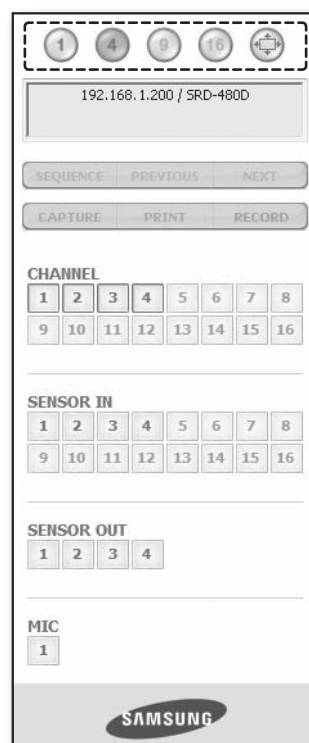 1 4 9 16
192.168.1.200 / SRD-480D
SEQUENCE PREVIOUS NEXT
CAPTURE PRINT RECORD
CHANNEL
1 2 3 4 5 6 7 8
9 10 11 12 13 14 15 16
SENSOR IN
1 2 3 4 5 6 7 8
9 10 11 12 13 14 15 16
SENSOR OUT
1 2 3 4
MIC
1
SAMSUNG